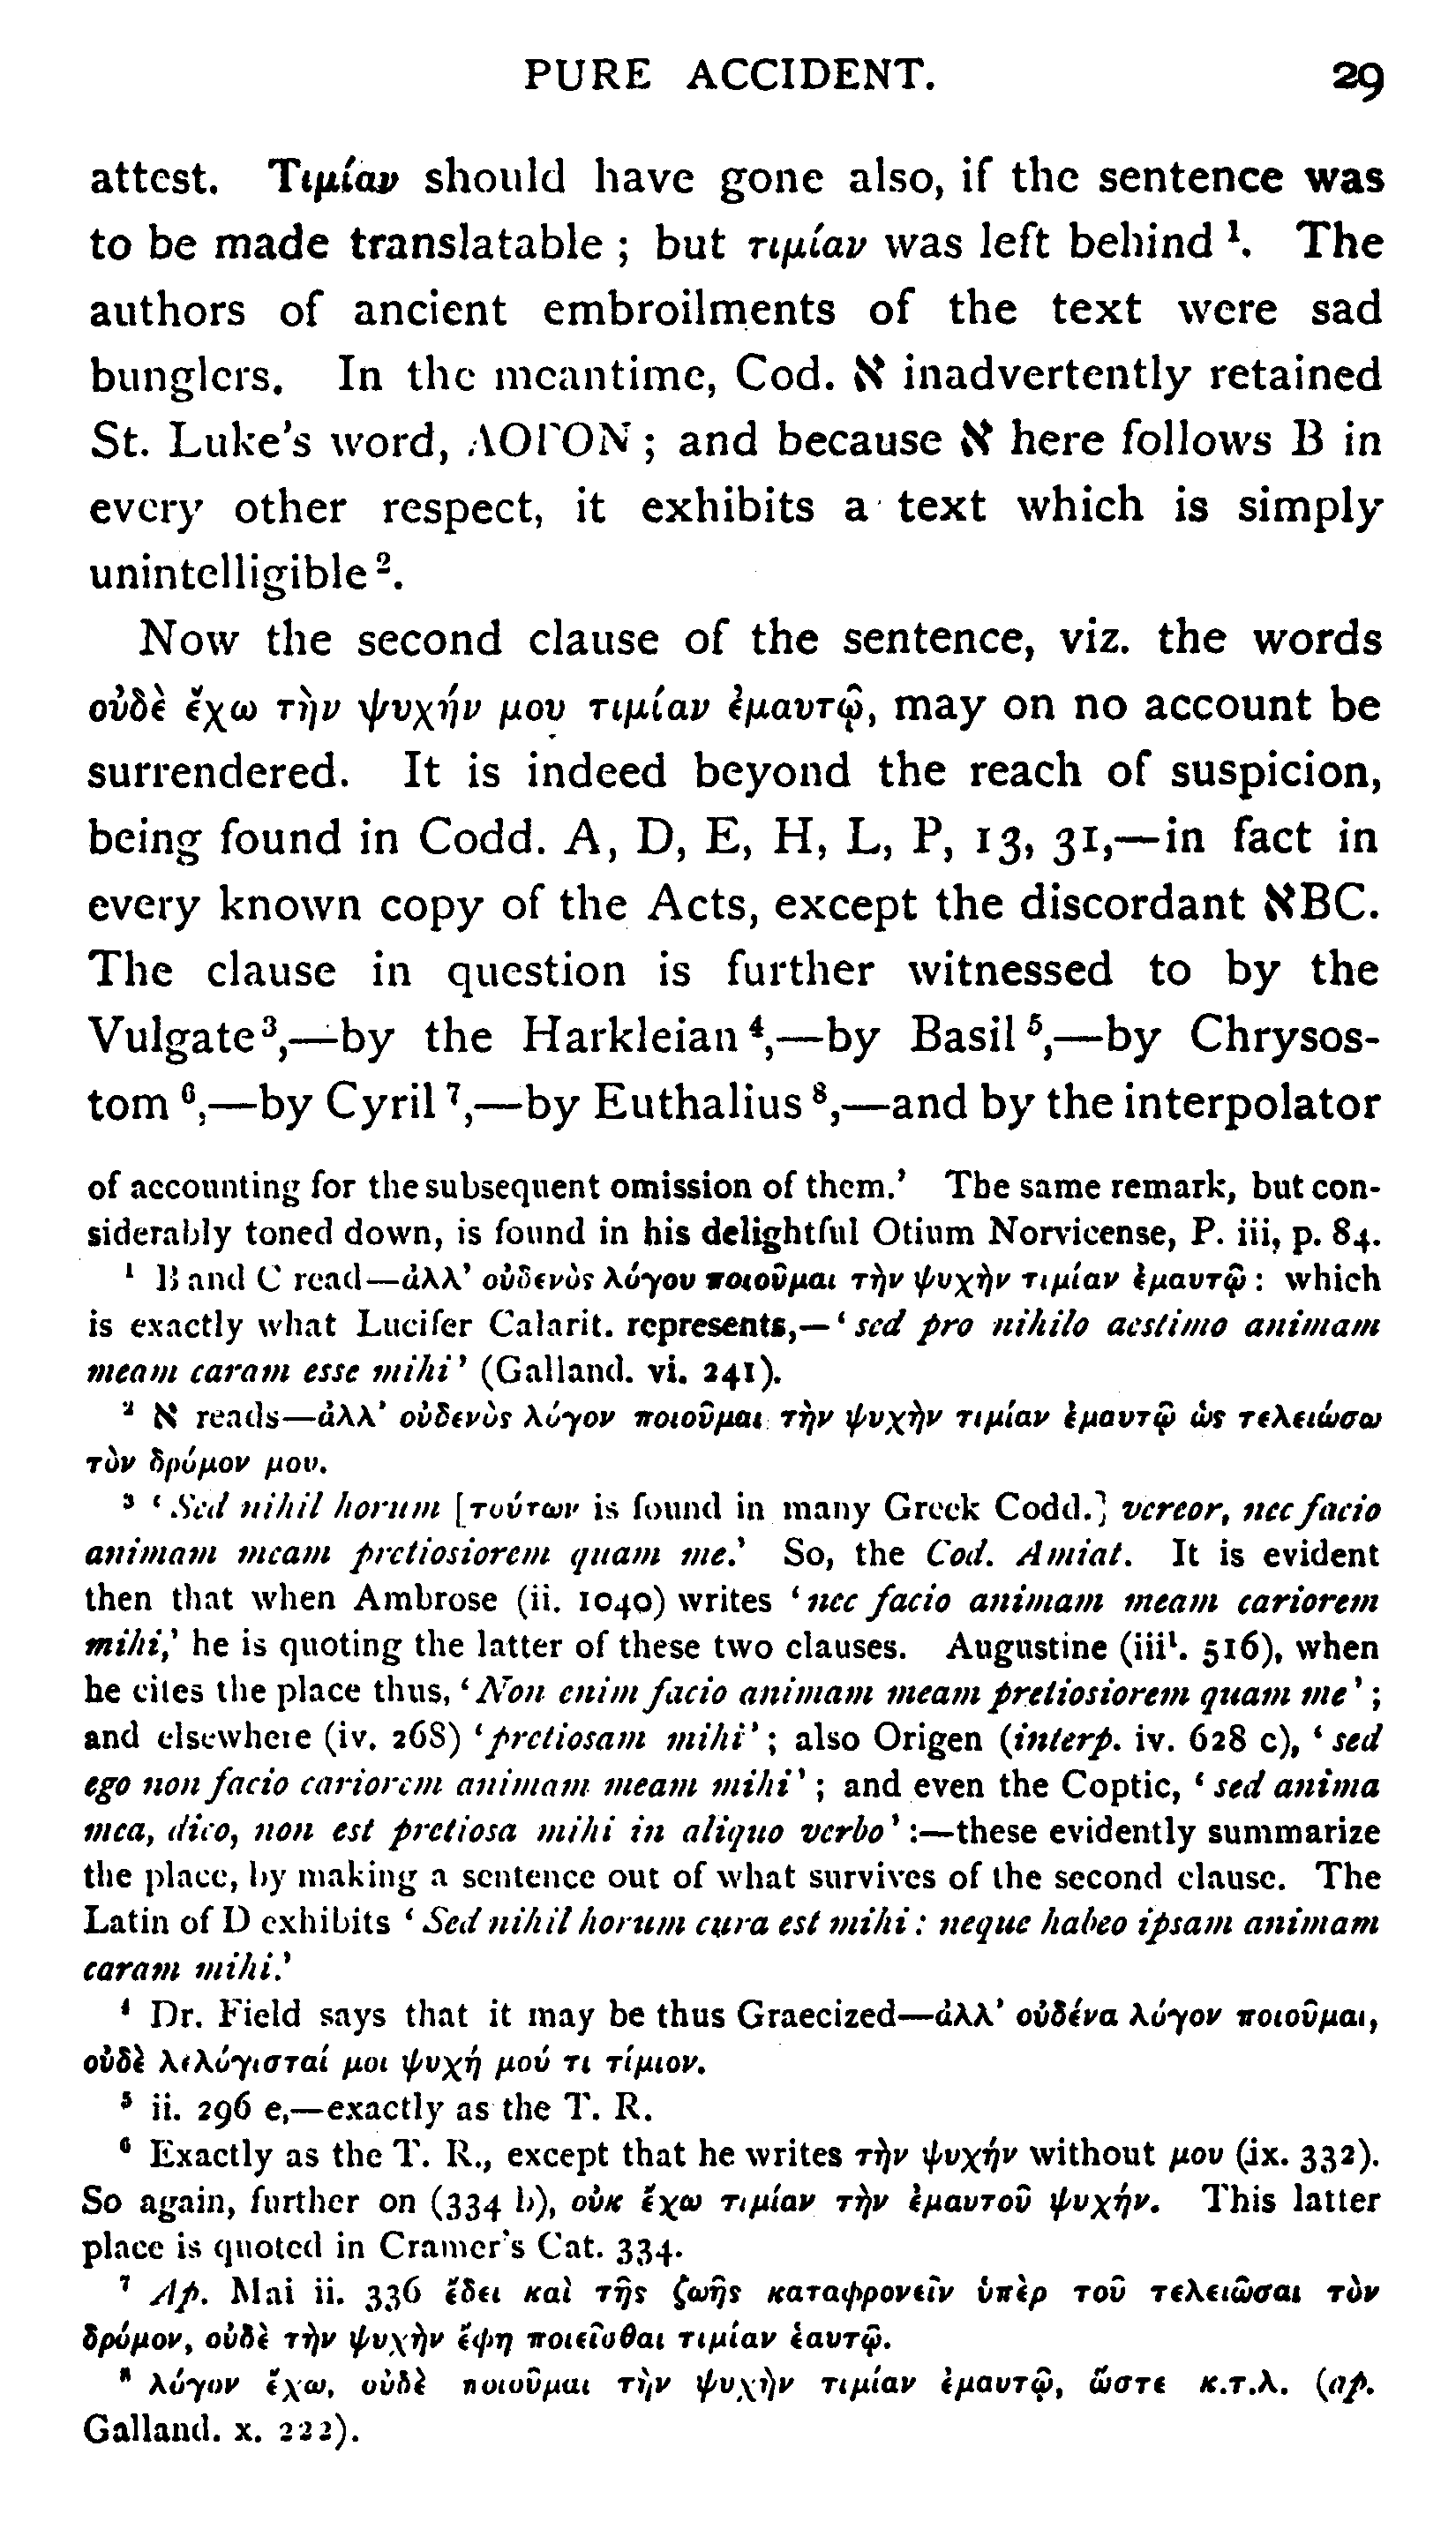 PURE ACCIDENT. 29
attest. Τιμίαν should have gone also, if the sentence was
to be made translatable ; but τιμίαν was left behind ¹. The
authors of ancient embroilments of the text were sad
bunglers. In the meantime, Cod. א inadvertently retained
St. Luke's word, ΛΟΓΟΝ ; and because א here follows B in
every other respect, it exhibits a text which is simply
unintelligible ².
Now the second clause of the sentence, viz. the words
οὐδὲ ἔχω τὴν ψυχήν μου τιμίαν ἐμαυτῷ, may on no account be
surrendered. It is indeed beyond the reach of suspicion,
being found in Codd. A, D, E, H, L, P, 13, 31,—in fact in
every known copy of the Acts, except the discordant אBC.
The clause in question is further witnessed to by the
Vulgate ³,—by the Harkleian ⁴,—by Basil ⁵,—by Chrysos-
tom ⁶,—by Cyril ⁷,—by Euthalius ⁸,—and by the interpolator
of accounting for the subsequent omission of them.' The same remark, but con-
siderably toned down, is found in his delightful Otium Norvicense, P. iii, p. 84.
¹ B and C read—ἀλλ' οὐδενὸς λόγου ποιοῦμαι τὴν ψυχὴν τιμίαν ἐμαυτῷ : which
is exactly what Lucifer Calarit. represents,—' sed pro nihilo aestimo animam
meam caram esse mihi' (Galland. vi. 241).
² א reads—ἀλλ' οὐδενὸς λόγον ποιοῦμαι τὴν ψυχὴν τιμίαν ἐμαυτῷ ὡς τελειώσω
τὸν δρόμον μου.
³ ' Sed nihil horum [τούτων is found in many Greek Codd.] vereor, nec facio
animam meam pretiosiorem quam me.' So, the Cod. Amiat. It is evident
then that when Ambrose (ii. 1040) writes ' nec facio animam meam cariorem
mihi,' he is quoting the latter of these two clauses. Augustine (iii¹. 516), when
he cites the place thus, ' Non enim facio animam meam pretiosiorem quam me' ;
and elsewhere (iv. 268) ' pretiosam mihi' ; also Origen (interp. iv. 628 c), ' sed
ego non facio cariorem animam meam mihi' ; and even the Coptic, ' sed anima
mea, dico, non est pretiosa mihi in aliquo verbo' :—these evidently summarize
the place, by making a sentence out of what survives of the second clause. The
Latin of D exhibits ' Sed nihil horum cura est mihi : neque habeo ipsam animam
caram mihi.'
⁴ Dr. Field says that it may be thus Graecized—ἀλλ' οὐδένα λόγον ποιοῦμαι,
οὐδὲ λελόγισταί μοι ψυχή μού τι τίμιον.
⁵ ii. 296 e,—exactly as the T. R.
⁶ Exactly as the T. R., except that he writes τὴν ψυχήν without μου (ix. 332).
So again, further on (334 b), οὐκ ἔχω τιμίαν τὴν ἐμαυτοῦ ψυχήν. This latter
place is quoted in Cramer's Cat. 334.
⁷ Ap. Mai ii. 336 ἔδει καὶ τῆς ζωῆς καταφρονεῖν ὑπὲρ τοῦ τελειῶσαι τὸν
δρόμον, οὐδὲ τὴν ψυχὴν ἔφη ποιεῖσθαι τιμίαν ἑαυτῷ.
⁸ λόγον ἔχω, οὐδὲ ποιοῦμαι τὴν ψυχὴν τιμίαν ἐμαυτῷ, ὥστε κ.τ.λ. (ap.
Galland. x. 222).